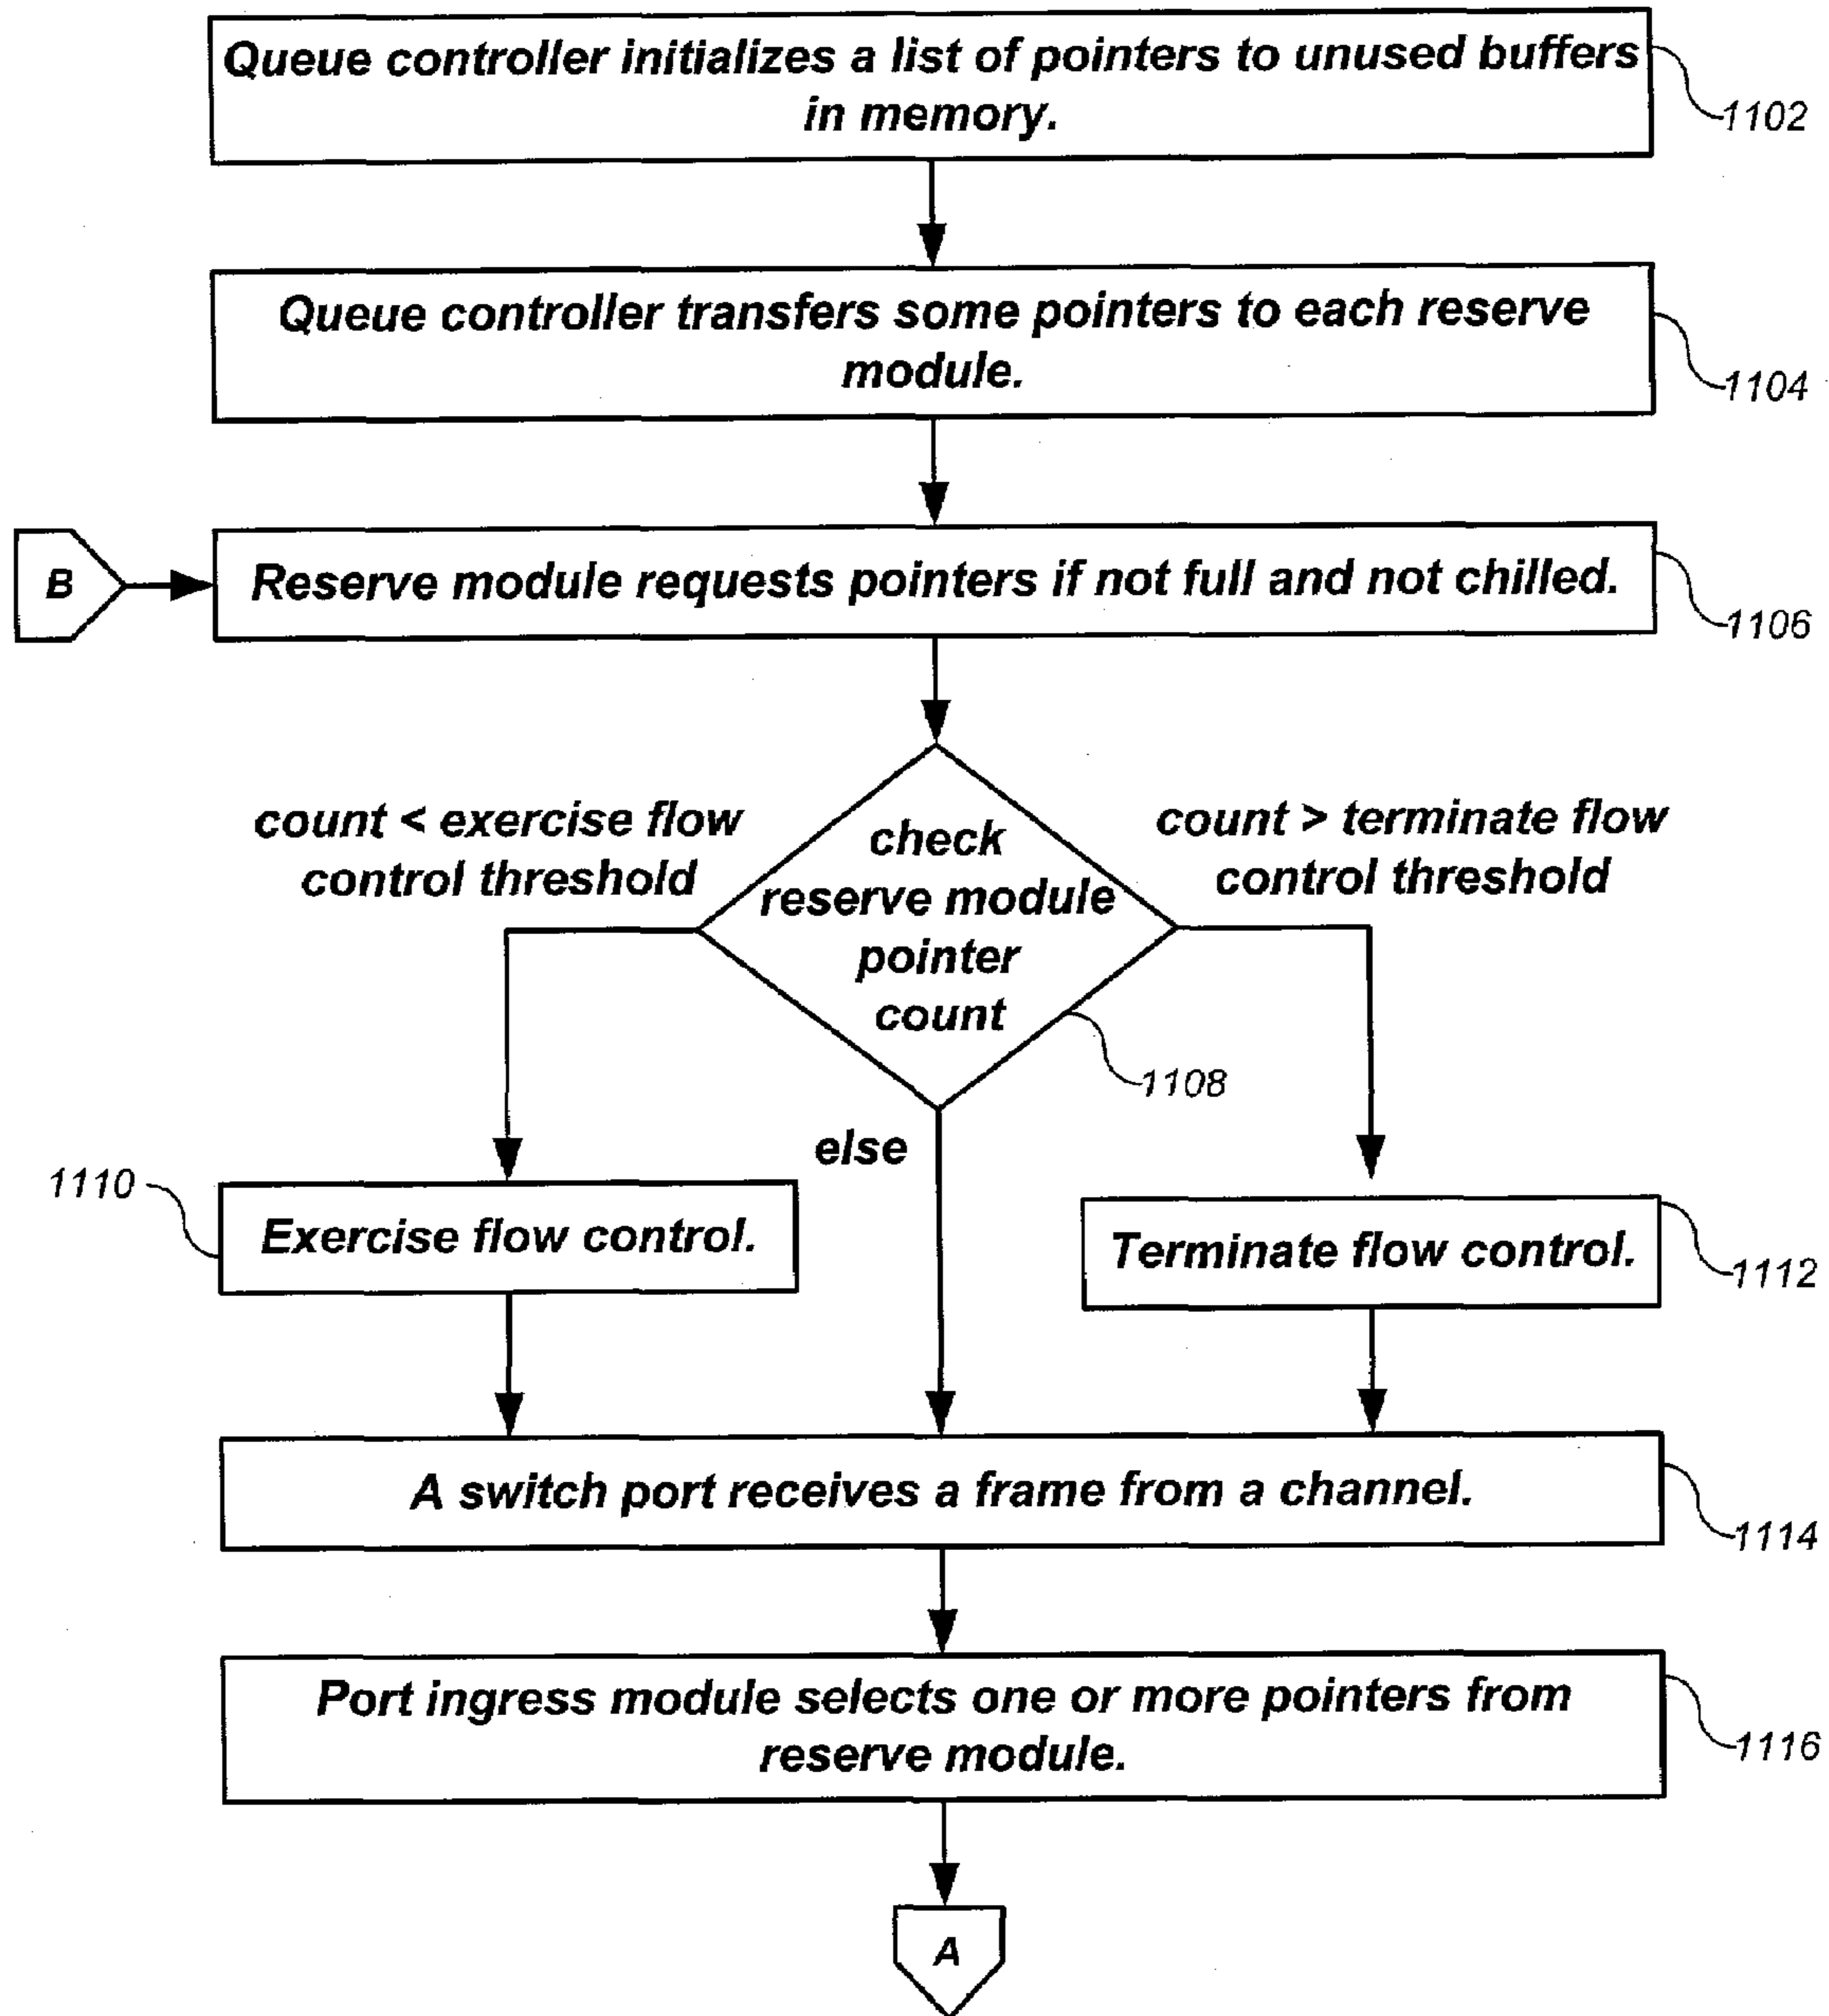 Queue controller initializes a list of pointers to unused buffers
in memory.
1102
Queue controller transfers some pointers to each reserve
module.
1104
B
Reserve module requests pointers if not full and not chilled.
1106
count < exercise flow
control threshold
check
reserve module
pointer
count
count > terminate flow
control threshold
1108
else
1110
Exercise flow control.
Terminate flow control.
1112
A switch port receives a frame from a channel.
1114
Port ingress module selects one or more pointers from
reserve module.
1116
A